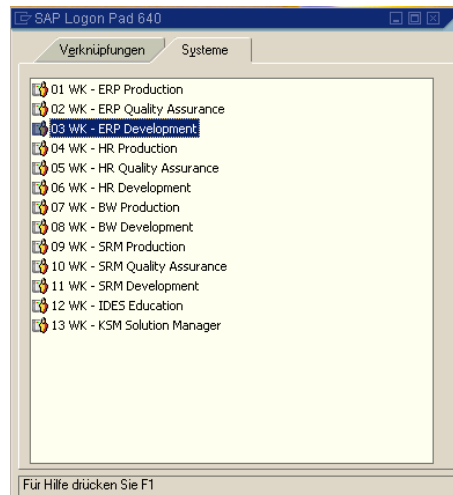 SAP Logon Pad 640
Verknüpfungen Systeme
01 WK - ERP Production
02 WK - ERP Quality Assurance
03 WK - ERP Development
04 WK - HR Production
05 WK - HR Quality Assurance
06 WK - HR Development
07 WK - BW Production
08 WK - BW Development
09 WK - SRM Production
10 WK - SRM Quality Assurance
11 WK - SRM Development
12 WK - IDES Education
13 WK - KSM Solution Manager
Für Hilfe drücken Sie F1